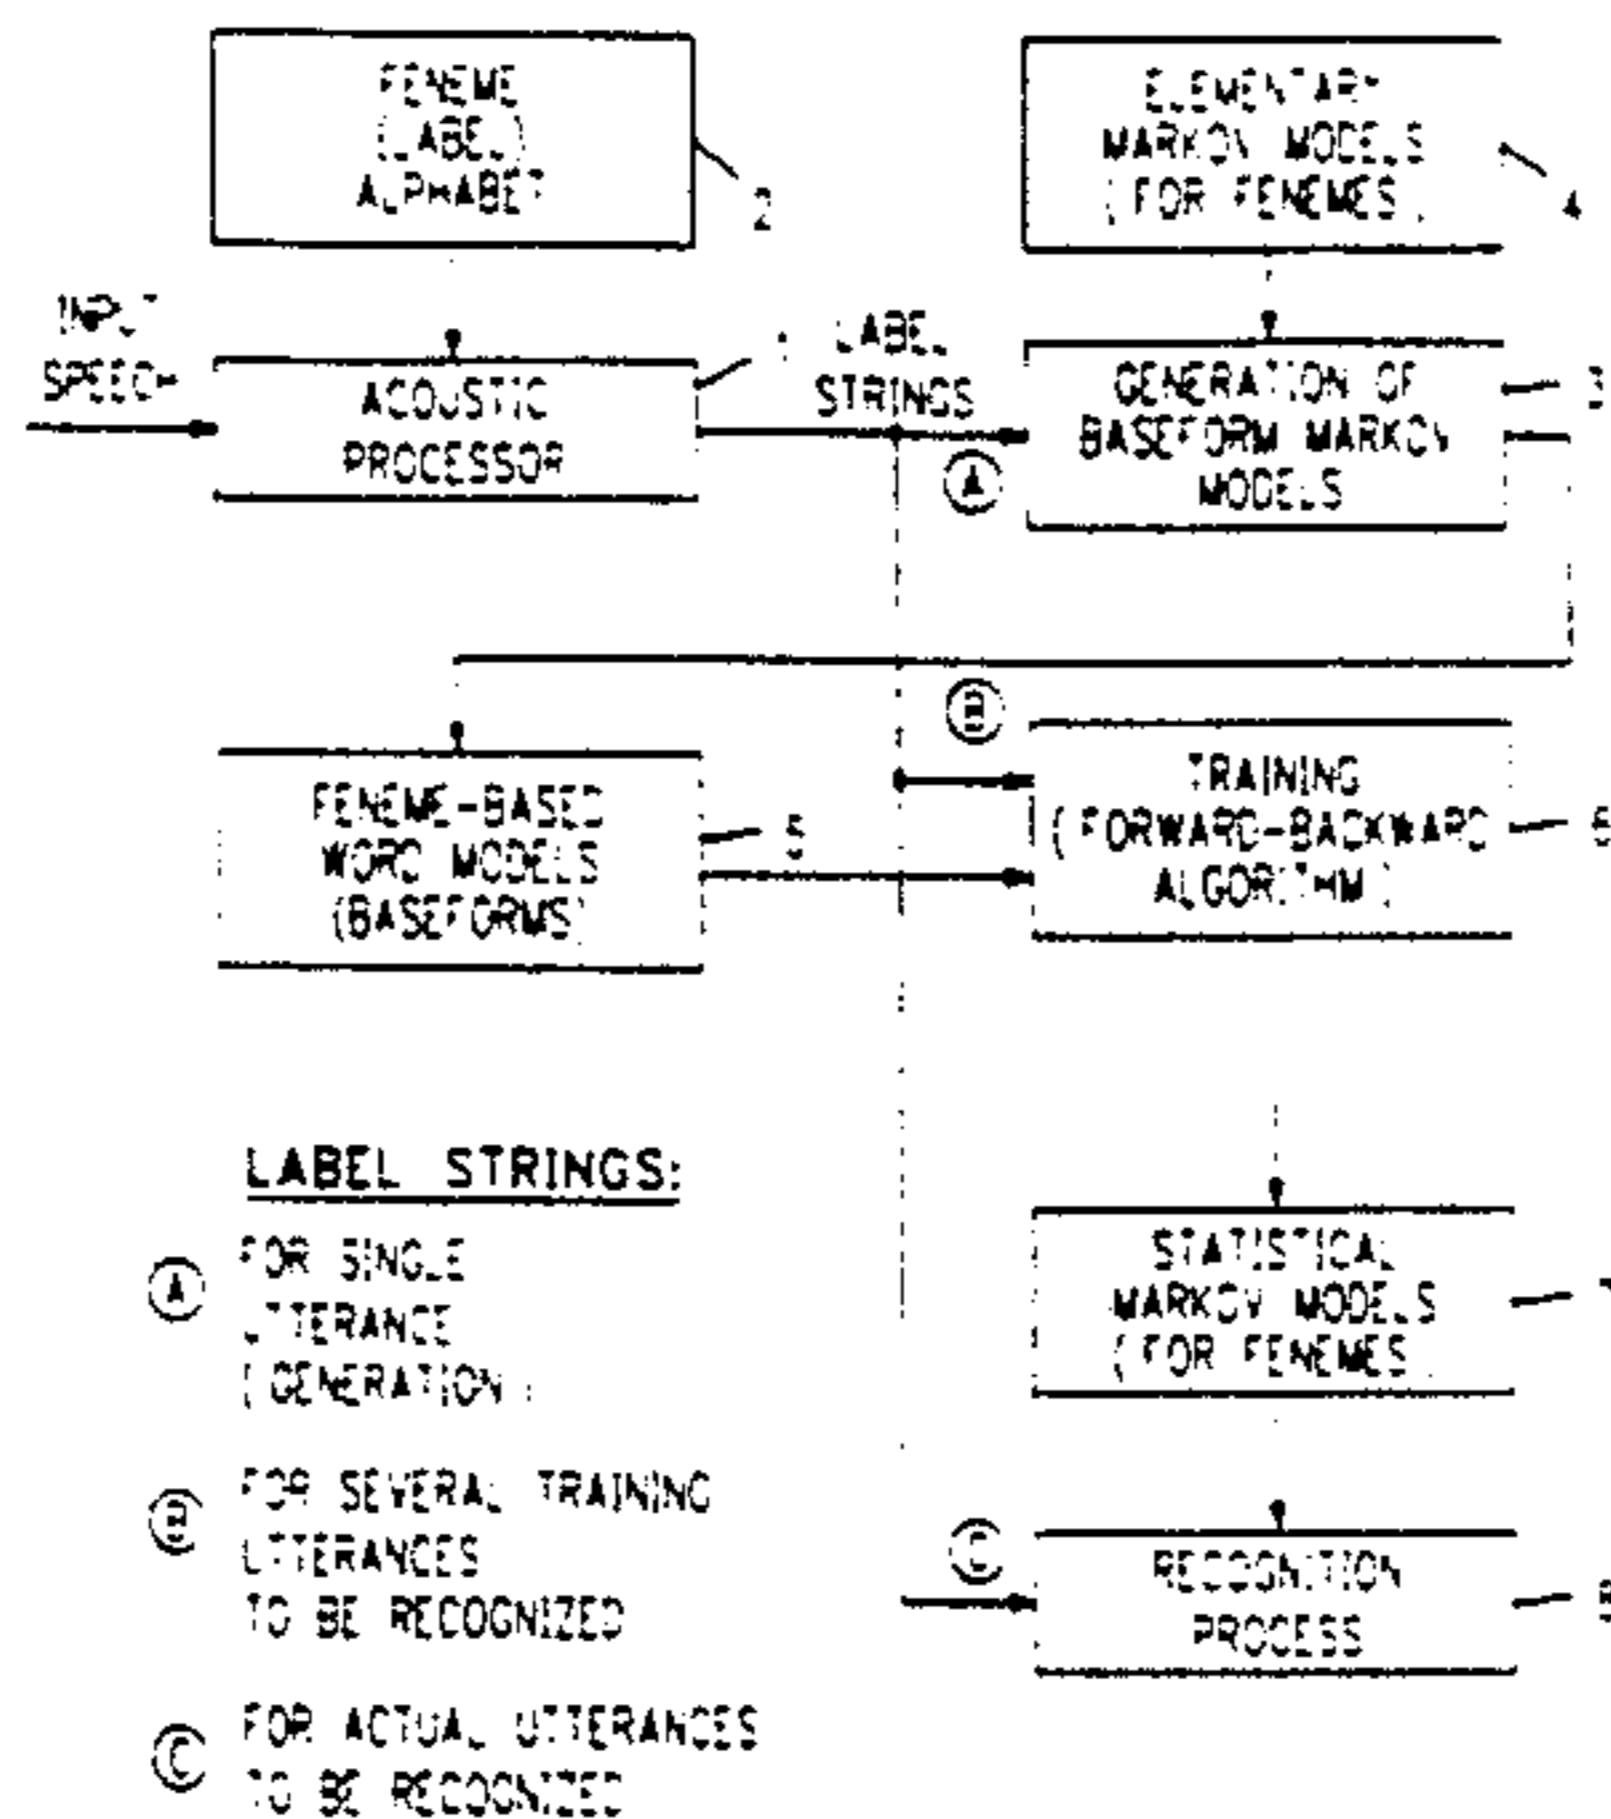 FENEME
(LABEL)
ALPHABET
2
ELEMENTARY
MARKOV MODELS
(FOR FENEMES)
4
INPUT
SPEECH
ACOUSTIC
PROCESSOR
1
LABEL
STRINGS
A
GENERATION OF
BASEFORM MARKOV
MODELS
3
FENEME-BASED
WORD MODELS
(BASEFORMS)
5
B
TRAINING
(FORWARD-BACKWARD
ALGORITHM)
6
STATISTICAL
MARKOV MODELS
(FOR FENEMES)
7
C
RECOGNITION
PROCESS
8
LABEL STRINGS:
A FOR SINGLE
UTTERANCE
(GENERATION)
B FOR SEVERAL TRAINING
UTTERANCES
TO BE RECOGNIZED
C FOR ACTUAL UTTERANCES
TO BE RECOGNIZED